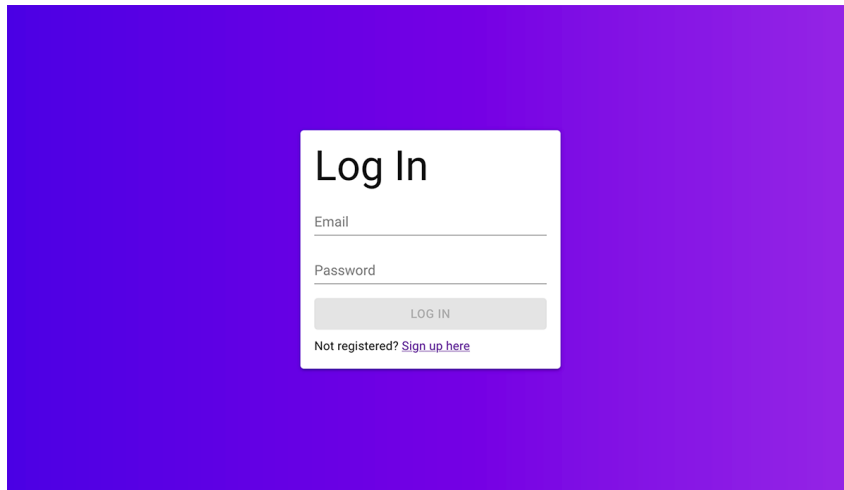 Log In
Email
Password
LOG IN
Not registered? Sign up here